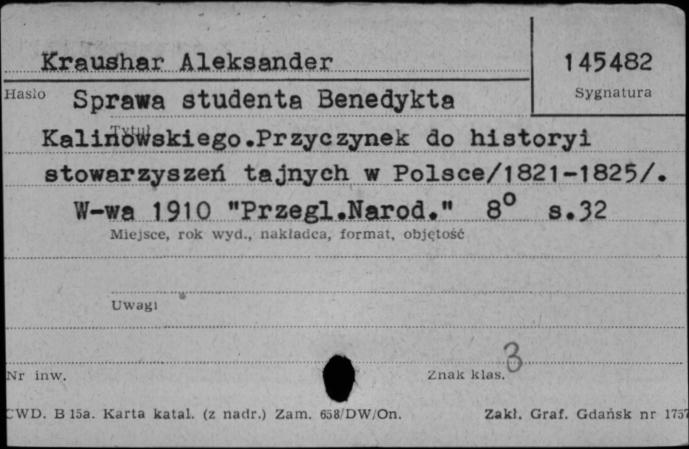 Kraushar Aleksander
145482
Hasło
Sygnatura
Sprawa studenta Benedykta
Tytuł
Kalinowskiego.Przyczynek do historyi
stowarzyszeń tajnych w Polsce/1821-1825/.
W-wa 1910 "Przegl.Narod." 8° s.32
Miejsce, rok wyd., nakładca, format, objętość
Uwagi
3
Nr inw.
Znak klas.
CWD. B 15a. Karta katal. (z nadr.) Zam. 658/DW/On.
Zakł. Graf. Gdańsk nr 1757